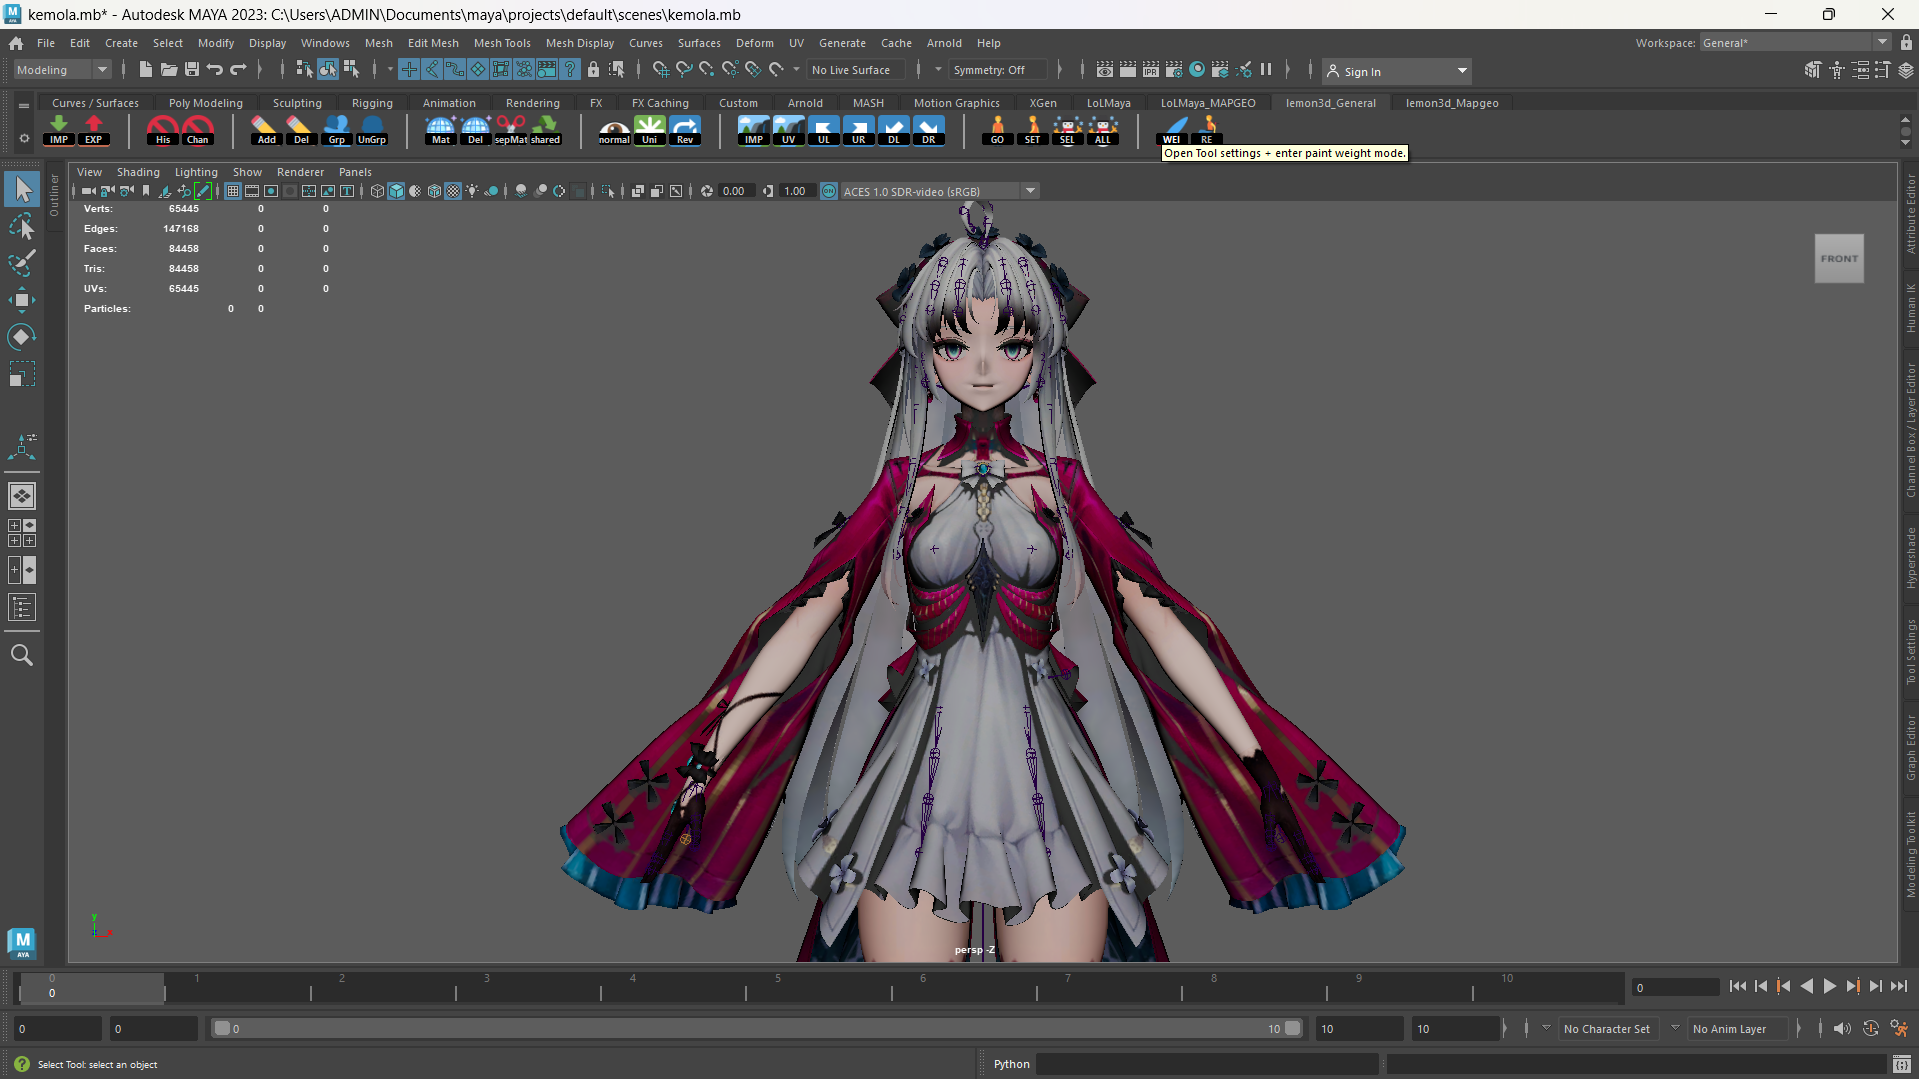 kemola.mb* - Autodesk MAYA 2023: C:\Users\ADMIN\Documents\maya\projects\default\scenes\kemola.mb
File Edit Create Select Modify Display Windows Mesh Edit Mesh Mesh Tools Mesh Display Curves Surfaces Deform UV Generate Cache Arnold Help
Workspace: General*
Modeling
No Live Surface
Symmetry: Off
IPR
Sign In
Curves / Surfaces Poly Modeling Sculpting Rigging Animation Rendering FX FX Caching Custom Arnold MASH Motion Graphics XGen LoLMaya LoLMaya_MAPGEO lemon3d_General lemon3d_Mapgeo
IMP EXP His Chan Add Del Grp UnGrp Mat Del sepMat shared normal Uni Rev IMP UV UL UR DL DR GO SET SEL ALL WEI RE
Open Tool settings + enter paint weight mode.
View Shading Lighting Show Renderer Panels
0.00
1.00
ACES 1.0 SDR-video (sRGB)
Outliner
Verts: 65445 0 0
Edges: 147168 0 0
Faces: 84458 0 0
Tris: 84458 0 0
UVs: 65445 0 0
Particles: 0 0
FRONT
Attribute Editor
Human IK
Channel Box / Layer Editor
Hypershade
Tool Settings
Graph Editor
Modeling Toolkit
persp -Z
y
M
AYA
0 1 2 3 4 5 6 7 8 9 10
0
0
0
0
0
10
10
10
No Character Set
No Anim Layer
Select Tool: select an object
Python